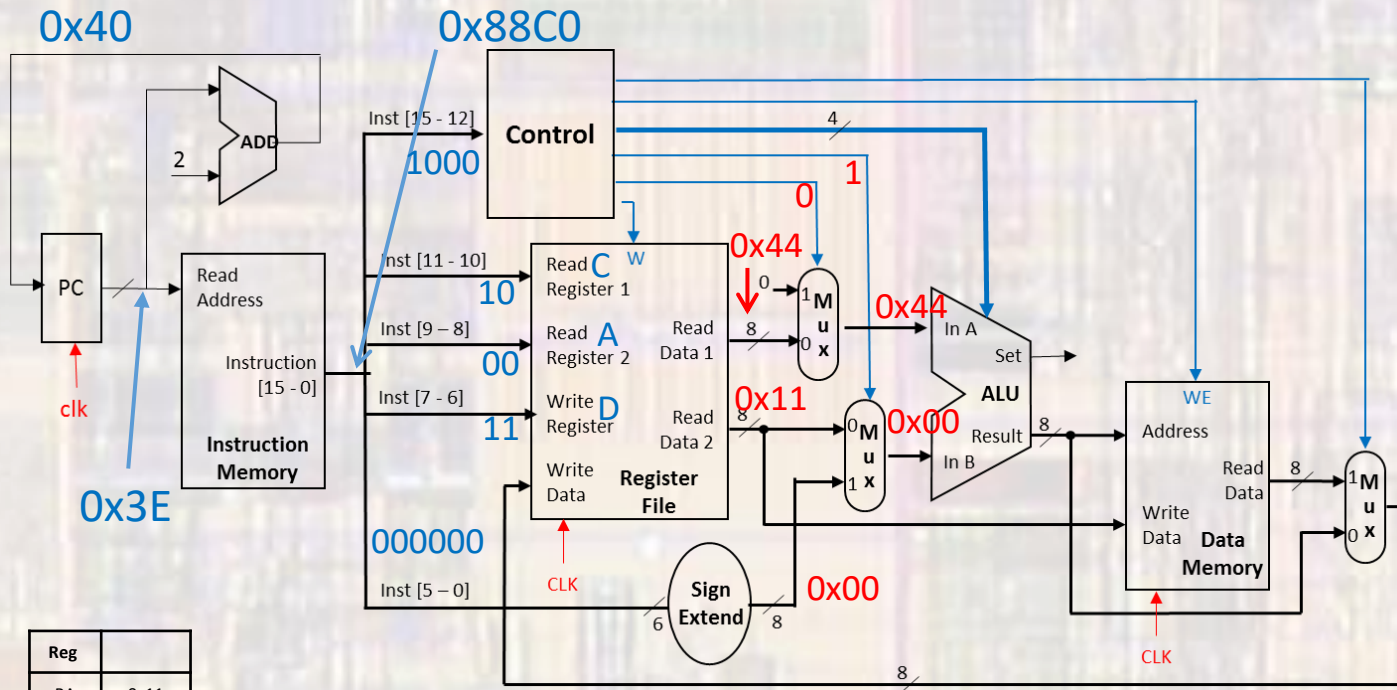 0x40
0x88C0
ADD
2
Inst [15 - 12]
1000
Control
4
1
0
PC
clk
0x3E
Read
Address
Instruction
[15 - 0]
Instruction
Memory
Inst [11 - 10]
10
Inst [9 – 8]
00
Inst [7 - 6]
11
000000
Inst [5 – 0]
W
Read
Register 1
C
Read
Register 2
A
Write
Register
D
Write
Data
Read
Data 1
Read
Data 2
Register
File
CLK
0x44
8
0x11
8
0
1
0
M
u
x
0x44
0
1
M
u
x
0x00
In A
In B
Set
ALU
Result
8
Sign
Extend
6
8
0x00
WE
Address
Read
Data
Write
Data
Data
Memory
CLK
8
1
0
M
u
x
8
Reg